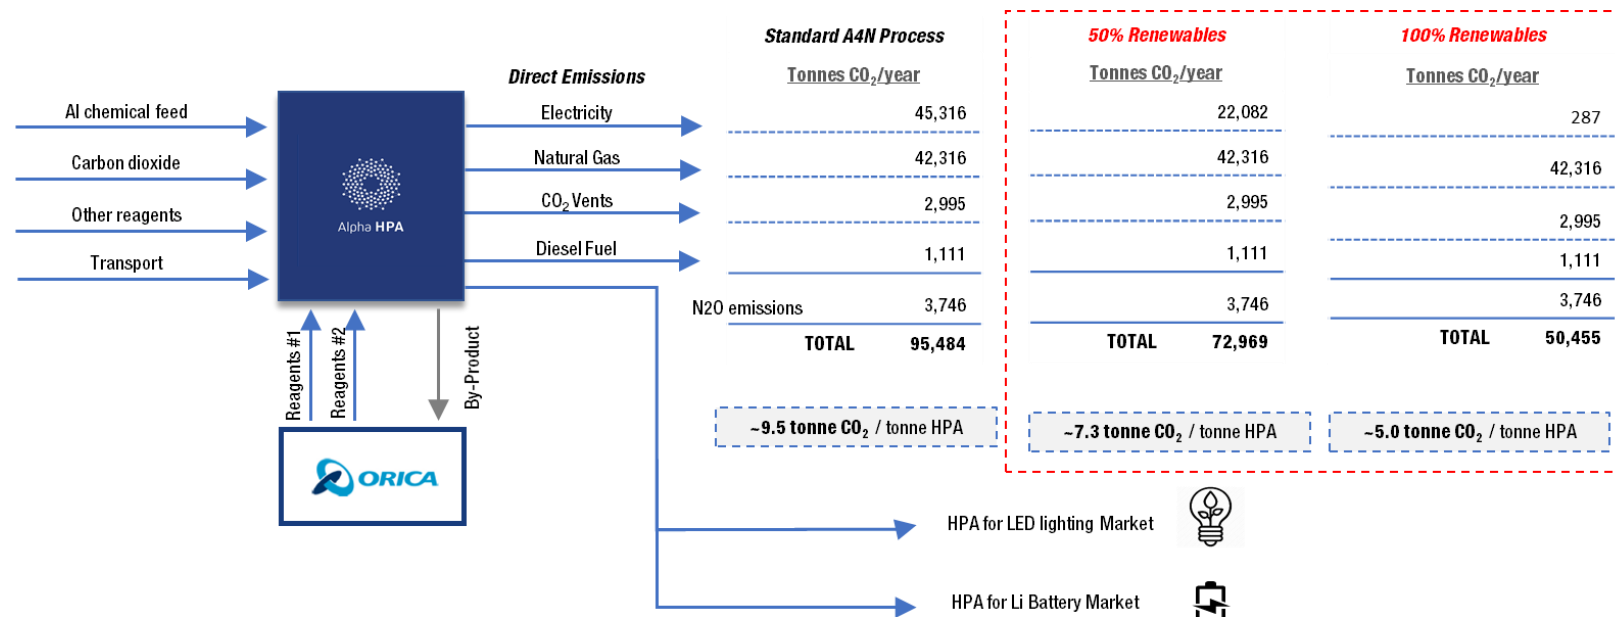 Standard A4N Process
50% Renewables
100% Renewables
Direct Emissions
Tonnes CO₂/year
Tonnes CO₂/year
Tonnes CO₂/year
Al chemical feed
Carbon dioxide
Other reagents
Transport
Alpha HPA
Electricity 45,316 22,082 287
Natural Gas 42,316 42,316 42,316
CO₂ Vents 2,995 2,995 2,995
Diesel Fuel 1,111 1,111 1,111
N2O emissions 3,746 3,746 3,746
TOTAL 95,484 TOTAL 72,969 TOTAL 50,455
Reagents #1
Reagents #2
By-Product
~9.5 tonne CO₂ / tonne HPA
~7.3 tonne CO₂ / tonne HPA
~5.0 tonne CO₂ / tonne HPA
ORICA
HPA for LED lighting Market
HPA for Li Battery Market